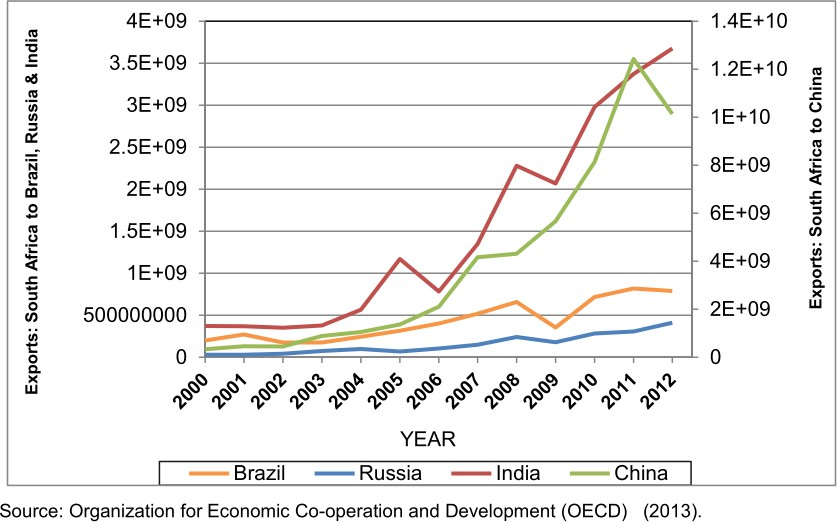 Exports: South Africa to Brazil, Russia & India
4E+09
3.5E+09
3E+09
2.5E+09
2E+09
1.5E+09
1E+09
500000000
0
1.4E+10
1.2E+10
1E+10
8E+09
6E+09
4E+09
2E+09
0
Exports: South Africa to China
2000 2001 2002 2003 2004 2005 2006 2007 2008 2009 2010 2011 2012
YEAR
Brazil Russia India China
Source: Organization for Economic Co-operation and Development (OECD) (2013).